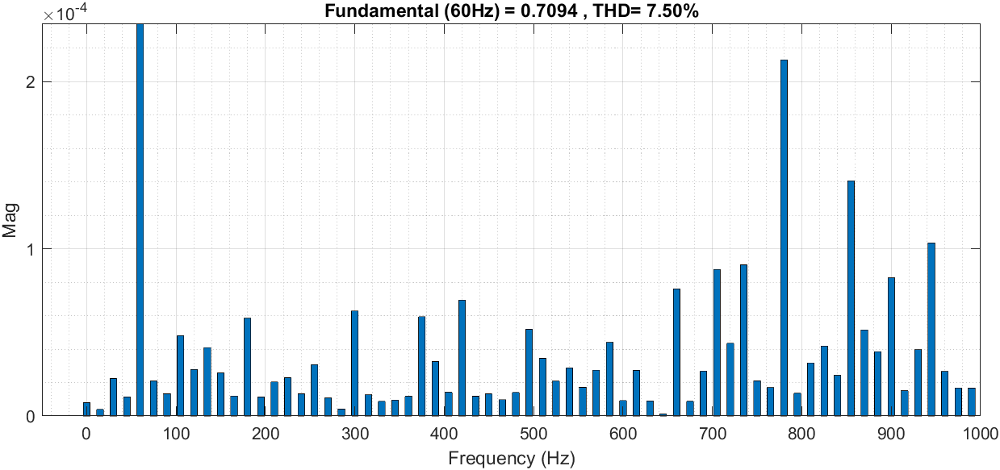 Fundamental (60Hz) = 0.7094 , THD= 7.50%
×10⁻⁴
2
1
0
Mag
0 100 200 300 400 500 600 700 800 900 1000
Frequency (Hz)